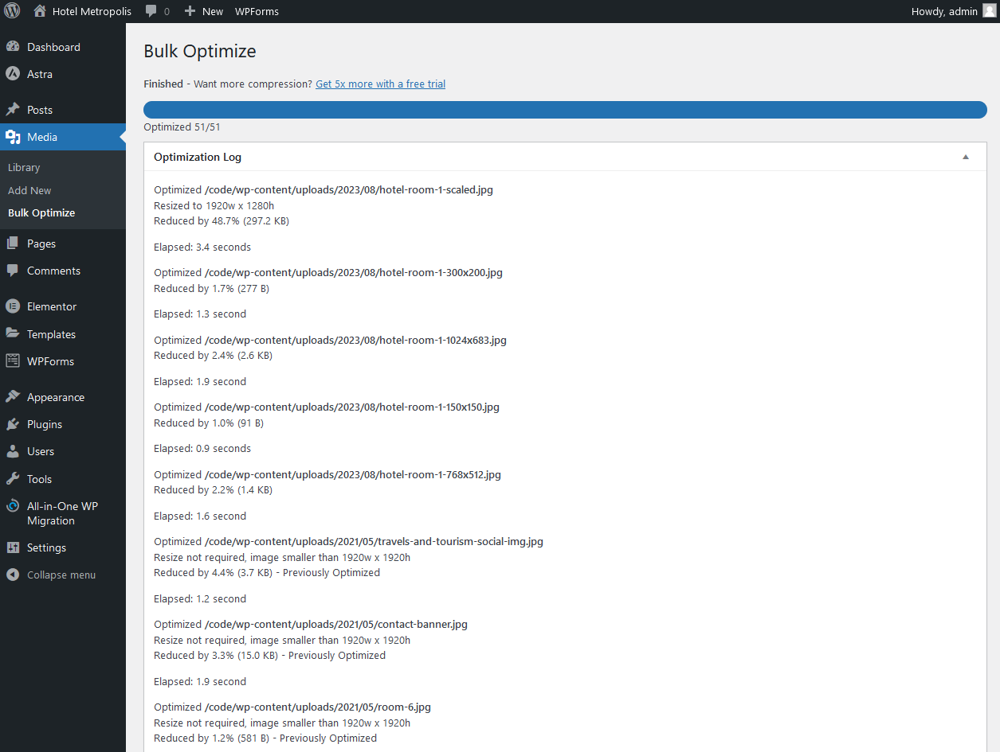 Hotel Metropolis 0 New WPForms Howdy, admin
Dashboard
Astra
Posts
Media
Library
Add New
Bulk Optimize
Pages
Comments
Elementor
Templates
WPForms
Appearance
Plugins
Users
Tools
All-in-One WP
Migration
Settings
Collapse menu
Bulk Optimize
Finished - Want more compression? Get 5x more with a free trial
Optimized 51/51
Optimization Log
Optimized /code/wp-content/uploads/2023/08/hotel-room-1-scaled.jpg
Resized to 1920w x 1280h
Reduced by 48.7% (297.2 KB)
Elapsed: 3.4 seconds
Optimized /code/wp-content/uploads/2023/08/hotel-room-1-300x200.jpg
Reduced by 1.7% (277 B)
Elapsed: 1.3 second
Optimized /code/wp-content/uploads/2023/08/hotel-room-1-1024x683.jpg
Reduced by 2.4% (2.6 KB)
Elapsed: 1.9 second
Optimized /code/wp-content/uploads/2023/08/hotel-room-1-150x150.jpg
Reduced by 1.0% (91 B)
Elapsed: 0.9 seconds
Optimized /code/wp-content/uploads/2023/08/hotel-room-1-768x512.jpg
Reduced by 2.2% (1.4 KB)
Elapsed: 1.6 second
Optimized /code/wp-content/uploads/2021/05/travels-and-tourism-social-img.jpg
Resize not required, image smaller than 1920w x 1920h
Reduced by 4.4% (3.7 KB) - Previously Optimized
Elapsed: 1.2 second
Optimized /code/wp-content/uploads/2021/05/contact-banner.jpg
Resize not required, image smaller than 1920w x 1920h
Reduced by 3.3% (15.0 KB) - Previously Optimized
Elapsed: 1.9 second
Optimized /code/wp-content/uploads/2021/05/room-6.jpg
Resize not required, image smaller than 1920w x 1920h
Reduced by 1.2% (581 B) - Previously Optimized